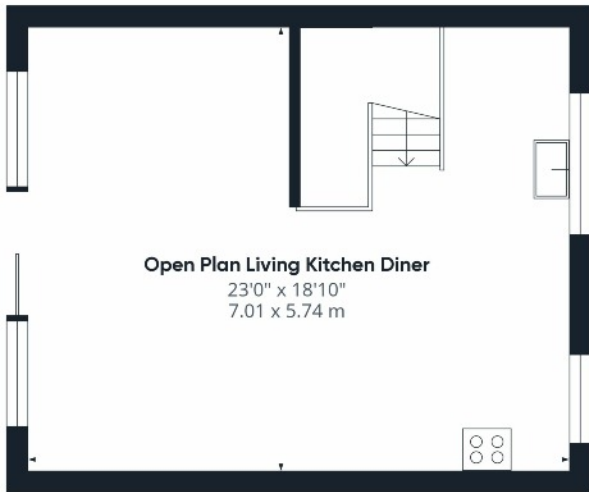 Open Plan Living Kitchen Diner
23'0" x 18'10"
7.01 x 5.74 m